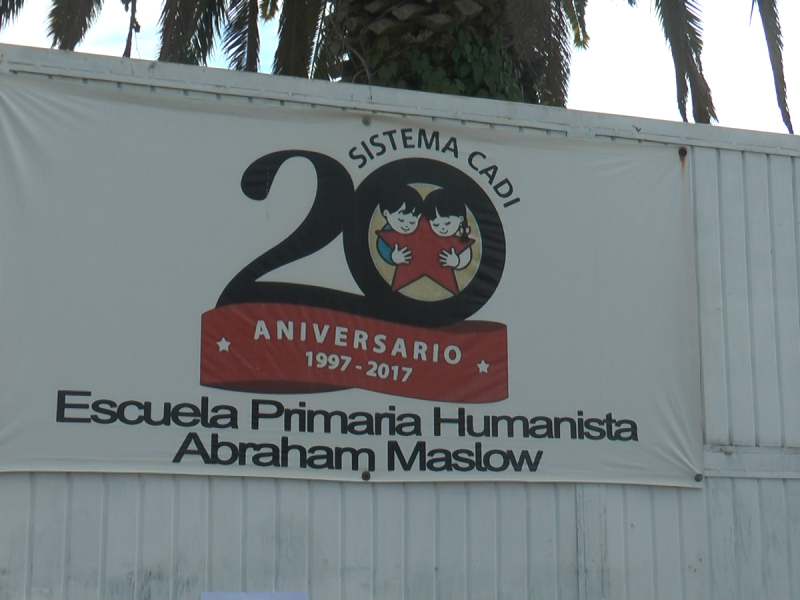 SISTEMA CADI
20
ANIVERSARIO
1997-2017
Escuela Primaria Humanista
Abraham Maslow